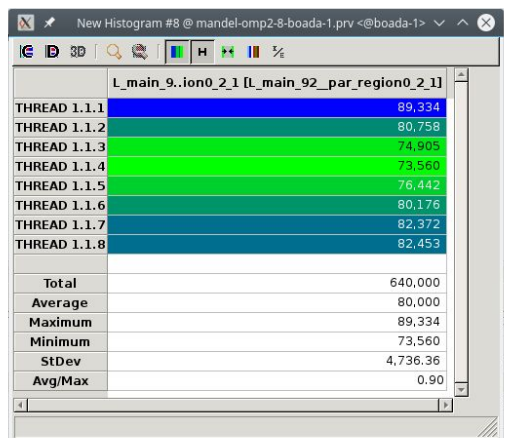 New Histogram #8 @ mandel-omp2-8-boada-1.prv <@boada-1>
3D H Σ/E
L_main_9..ion0_2_1 [L_main_92__par_region0_2_1]
THREAD 1.1.1 89,334
THREAD 1.1.2 80,758
THREAD 1.1.3 74,905
THREAD 1.1.4 73,560
THREAD 1.1.5 76,442
THREAD 1.1.6 80,176
THREAD 1.1.7 82,372
THREAD 1.1.8 82,453
Total 640,000
Average 80,000
Maximum 89,334
Minimum 73,560
StDev 4,736.36
Avg/Max 0.90